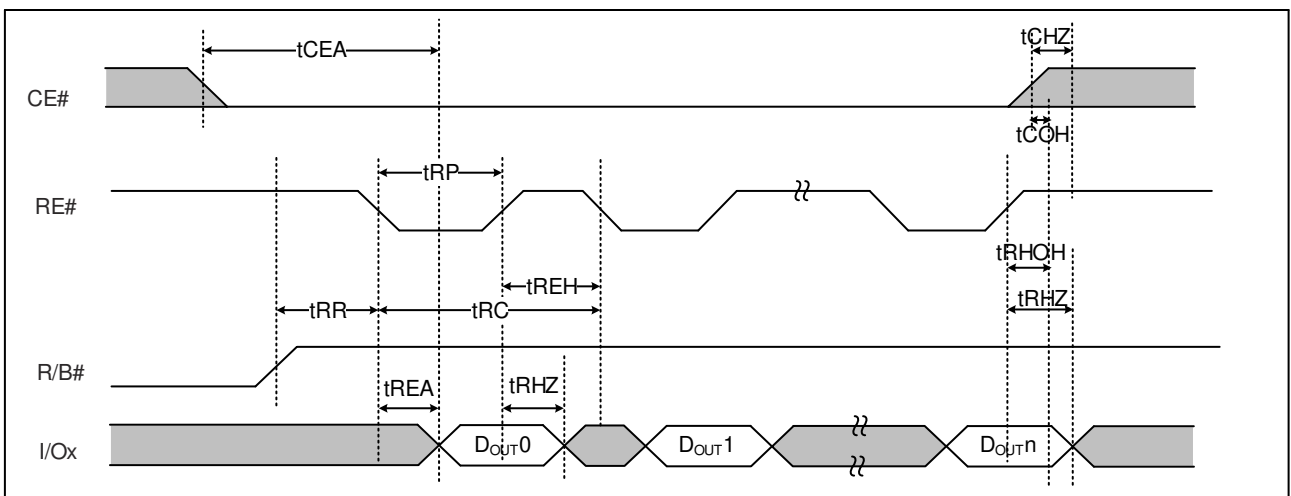 tCEA
tCHZ
CE#
tCOH
tRP
RE#
tRHOH
tREH
tRHZ
tRR
tRC
R/B#
tREA
tRHZ
I/Ox
DOUT0
DOUT1
DOUTn